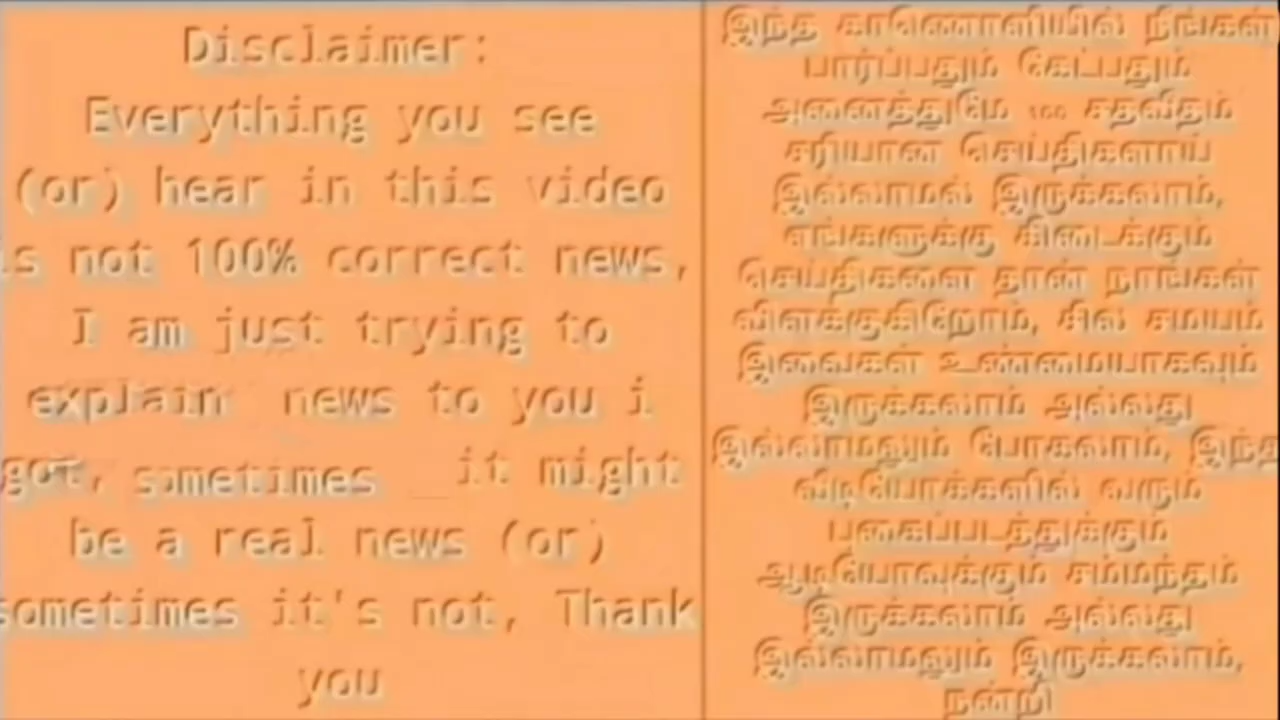 Disclaimer:
Everything you see
(or) hear in this video
is not 100% correct news,
I am just trying to
explain news to you i
got, sometimes it might
be a real news (or)
sometimes it's not, Thank
you
இந்த காணொளியில் நீங்கள்
பார்ப்பதும் கேட்பதும்
அனைத்துமே 100 சதவீதம்
சரியான செய்திகளாய்
இல்லாமல் இருக்கலாம்,
எங்களுக்கு கிடைக்கும்
செய்திகளை தான் நாங்கள்
விளக்குகிறோம், சில சமயம்
இவைகள் உண்மையாகவும்
இருக்கலாம் அல்லது
இல்லாமலும் போகலாம், இந்த
வீடியோக்களில் வரும்
புகைப்படத்துக்கும்
ஆடியோவுக்கும் சம்மந்தம்
இருக்கலாம் அல்லது
இல்லாமலும் இருக்கலாம்,
நன்றி